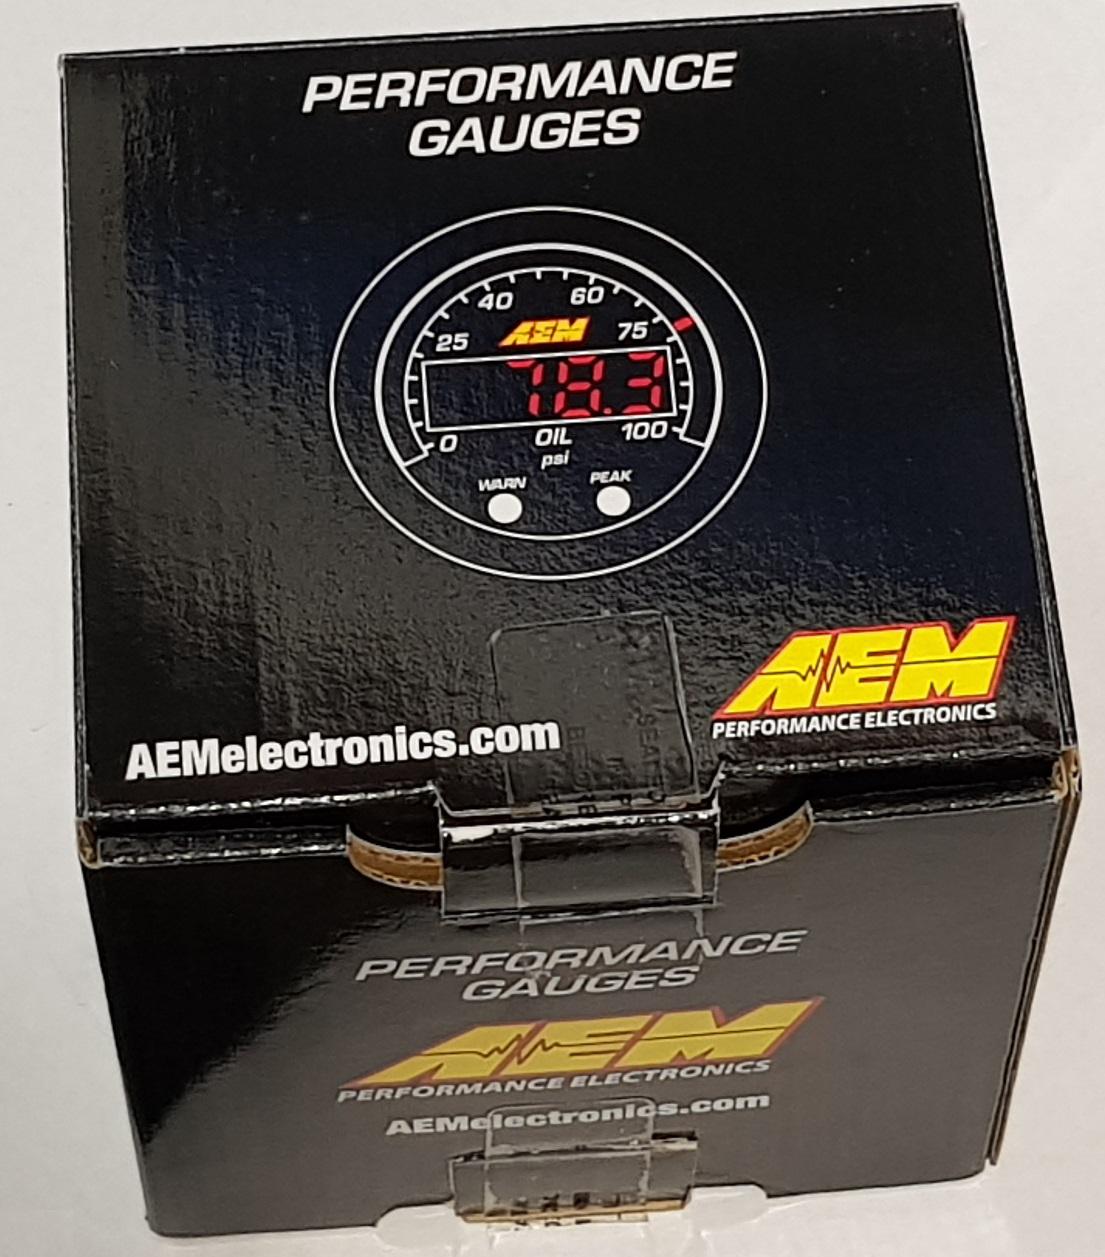 PERFORMANCE
GAUGES
40 60
25 AEM 75
78.3
0 OIL 100
psi
WARN PEAK
AEM
PERFORMANCE ELECTRONICS
AEMelectronics.com
PERFORMANCE
GAUGES
AEM
PERFORMANCE ELECTRONICS
AEMelectronics.com